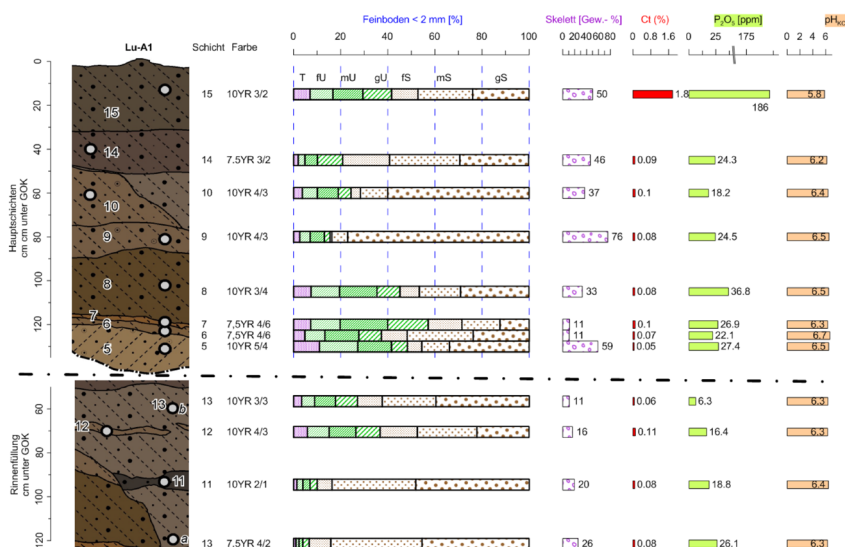 Feinboden < 2 mm [%] Skelett [Gew.- %] Ct (%) P2O5 [ppm] pHKC
Lu-A1 Schicht Farbe 0 20 40 60 80 100 0 20 40 60 80 0 0.8 1.6 0 25 175 0 2 4 6
T fU mU gU fS mS gS
Hauptschichten
cm cm unter GOK
0
20
40
60
80
100
120
15
14
10
9
8
7
6
5
15 10YR 3/2 50 1.8 186 5.8
14 7.5YR 3/2 46 0.09 24.3 6.2
10 10YR 4/3 37 0.1 18.2 6.4
9 10YR 4/3 76 0.08 24.5 6.5
8 10YR 3/4 33 0.08 36.8 6.5
7 7,5YR 4/6 11 0.1 26.9 6.3
6 7,5YR 4/6 11 0.07 22.1 6.7
5 10YR 5/4 59 0.05 27.4 6.5
Rinnenfüllung
cm unter GOK
60
80
100
120
13 b
12
11
a
13 10YR 3/3 11 0.06 6.3 6.3
12 10YR 4/3 16 0.11 16.4 6.3
11 10YR 2/1 20 0.08 18.8 6.4
13 7.5YR 4/2 26 0.08 26.1 6.3